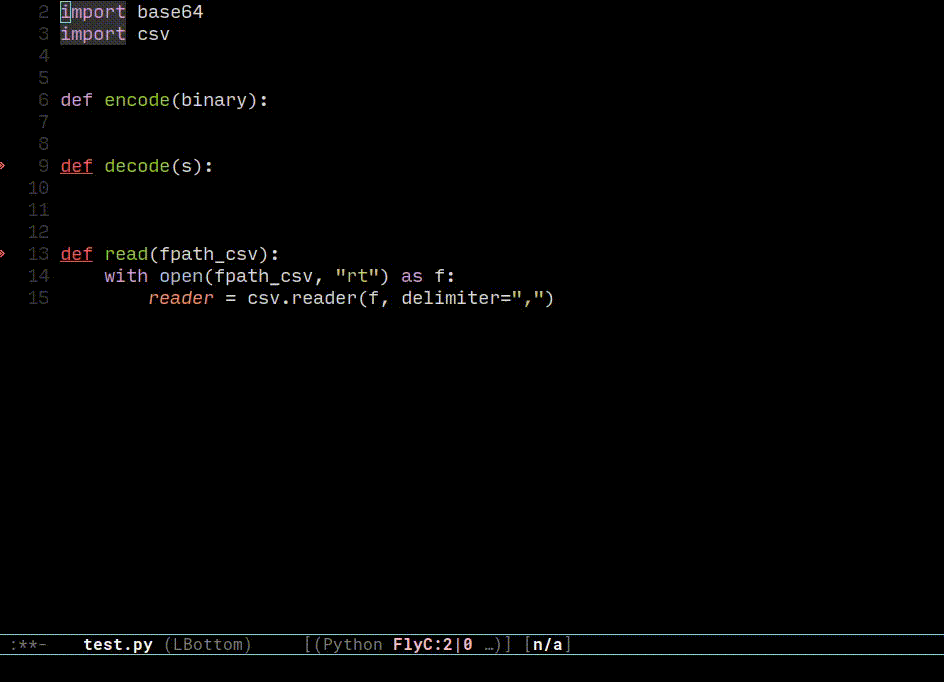 2 import base64
3 import csv
4
5
6 def encode(binary):
7
8
9 def decode(s):
10
11
12
13 def read(fpath_csv):
14     with open(fpath_csv, "rt") as f:
15         reader = csv.reader(f, delimiter=",")
:**-   test.py (LBottom)     [(Python FlyC:2|0 …)] [n/a]